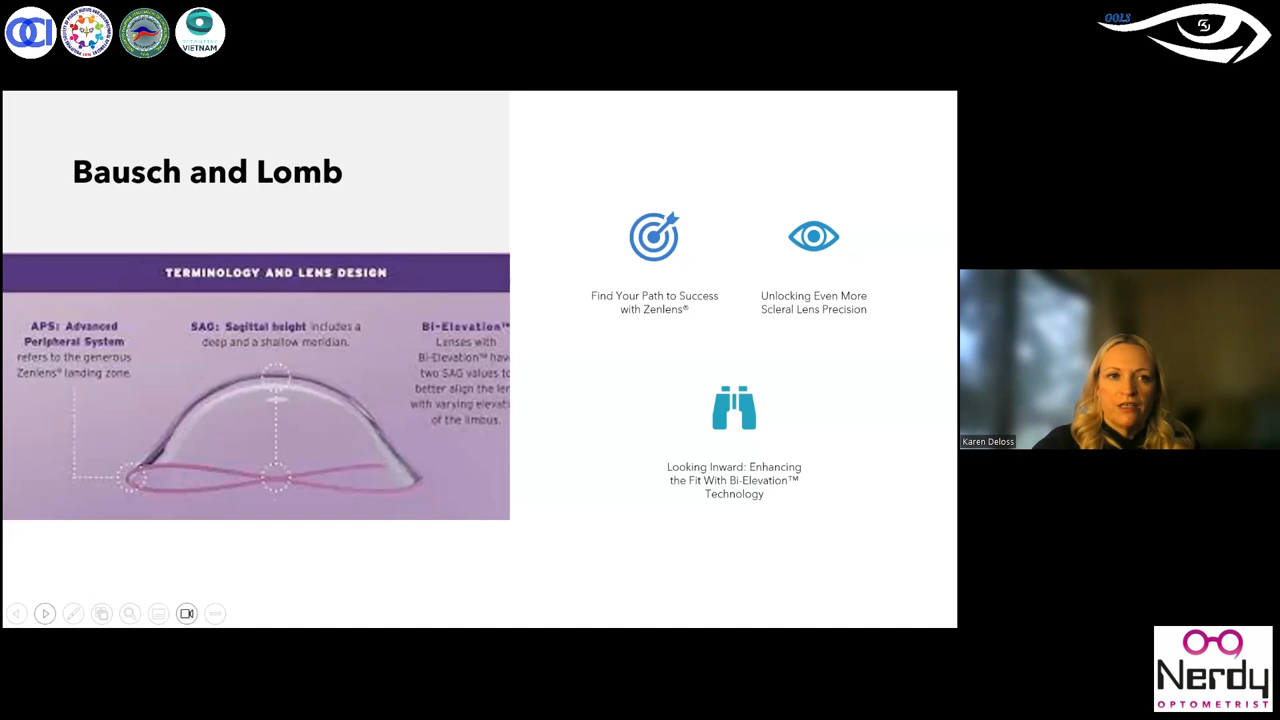 OCI
OPTOMETRY
VIETNAM
OOLS
Bausch and Lomb
TERMINOLOGY AND LENS DESIGN
APS: Advanced
Peripheral System
refers to the generous
Zenlens® landing zone.
SAG: Sagittal height includes a
deep and a shallow meridian.
Bi-Elevation™
Lenses with
Bi-Elevation™ have
two SAG values to
better align the len
with varying elevat
of the limbus.
Find Your Path to Success
with Zenlens®
Unlocking Even More
Scleral Lens Precision
Looking Inward: Enhancing
the Fit With Bi-Elevation™
Technology
Karen Deloss
Nerdy
OPTOMETRIST